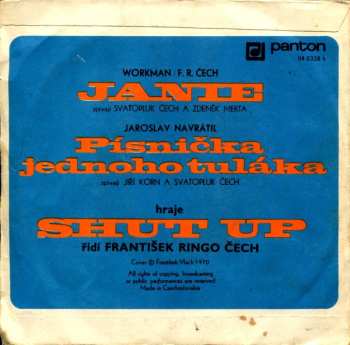 panton
04 0328 h
WORKMAN / F. R. ČECH
JANIE
zpívají SVATOPLUK ČECH A ZDENĚK MERTA
JAROSLAV NAVRÁTIL
Písnička
jednoho tuláka
zpívají JIŘÍ KORN A SVATOPLUK ČECH
hraje
SHUT UP
řídí FRANTIŠEK RINGO ČECH
Cover © František Mach 1970
All rights of copying, broadcasting
or public performances are reserved
Made in Czechoslovakia